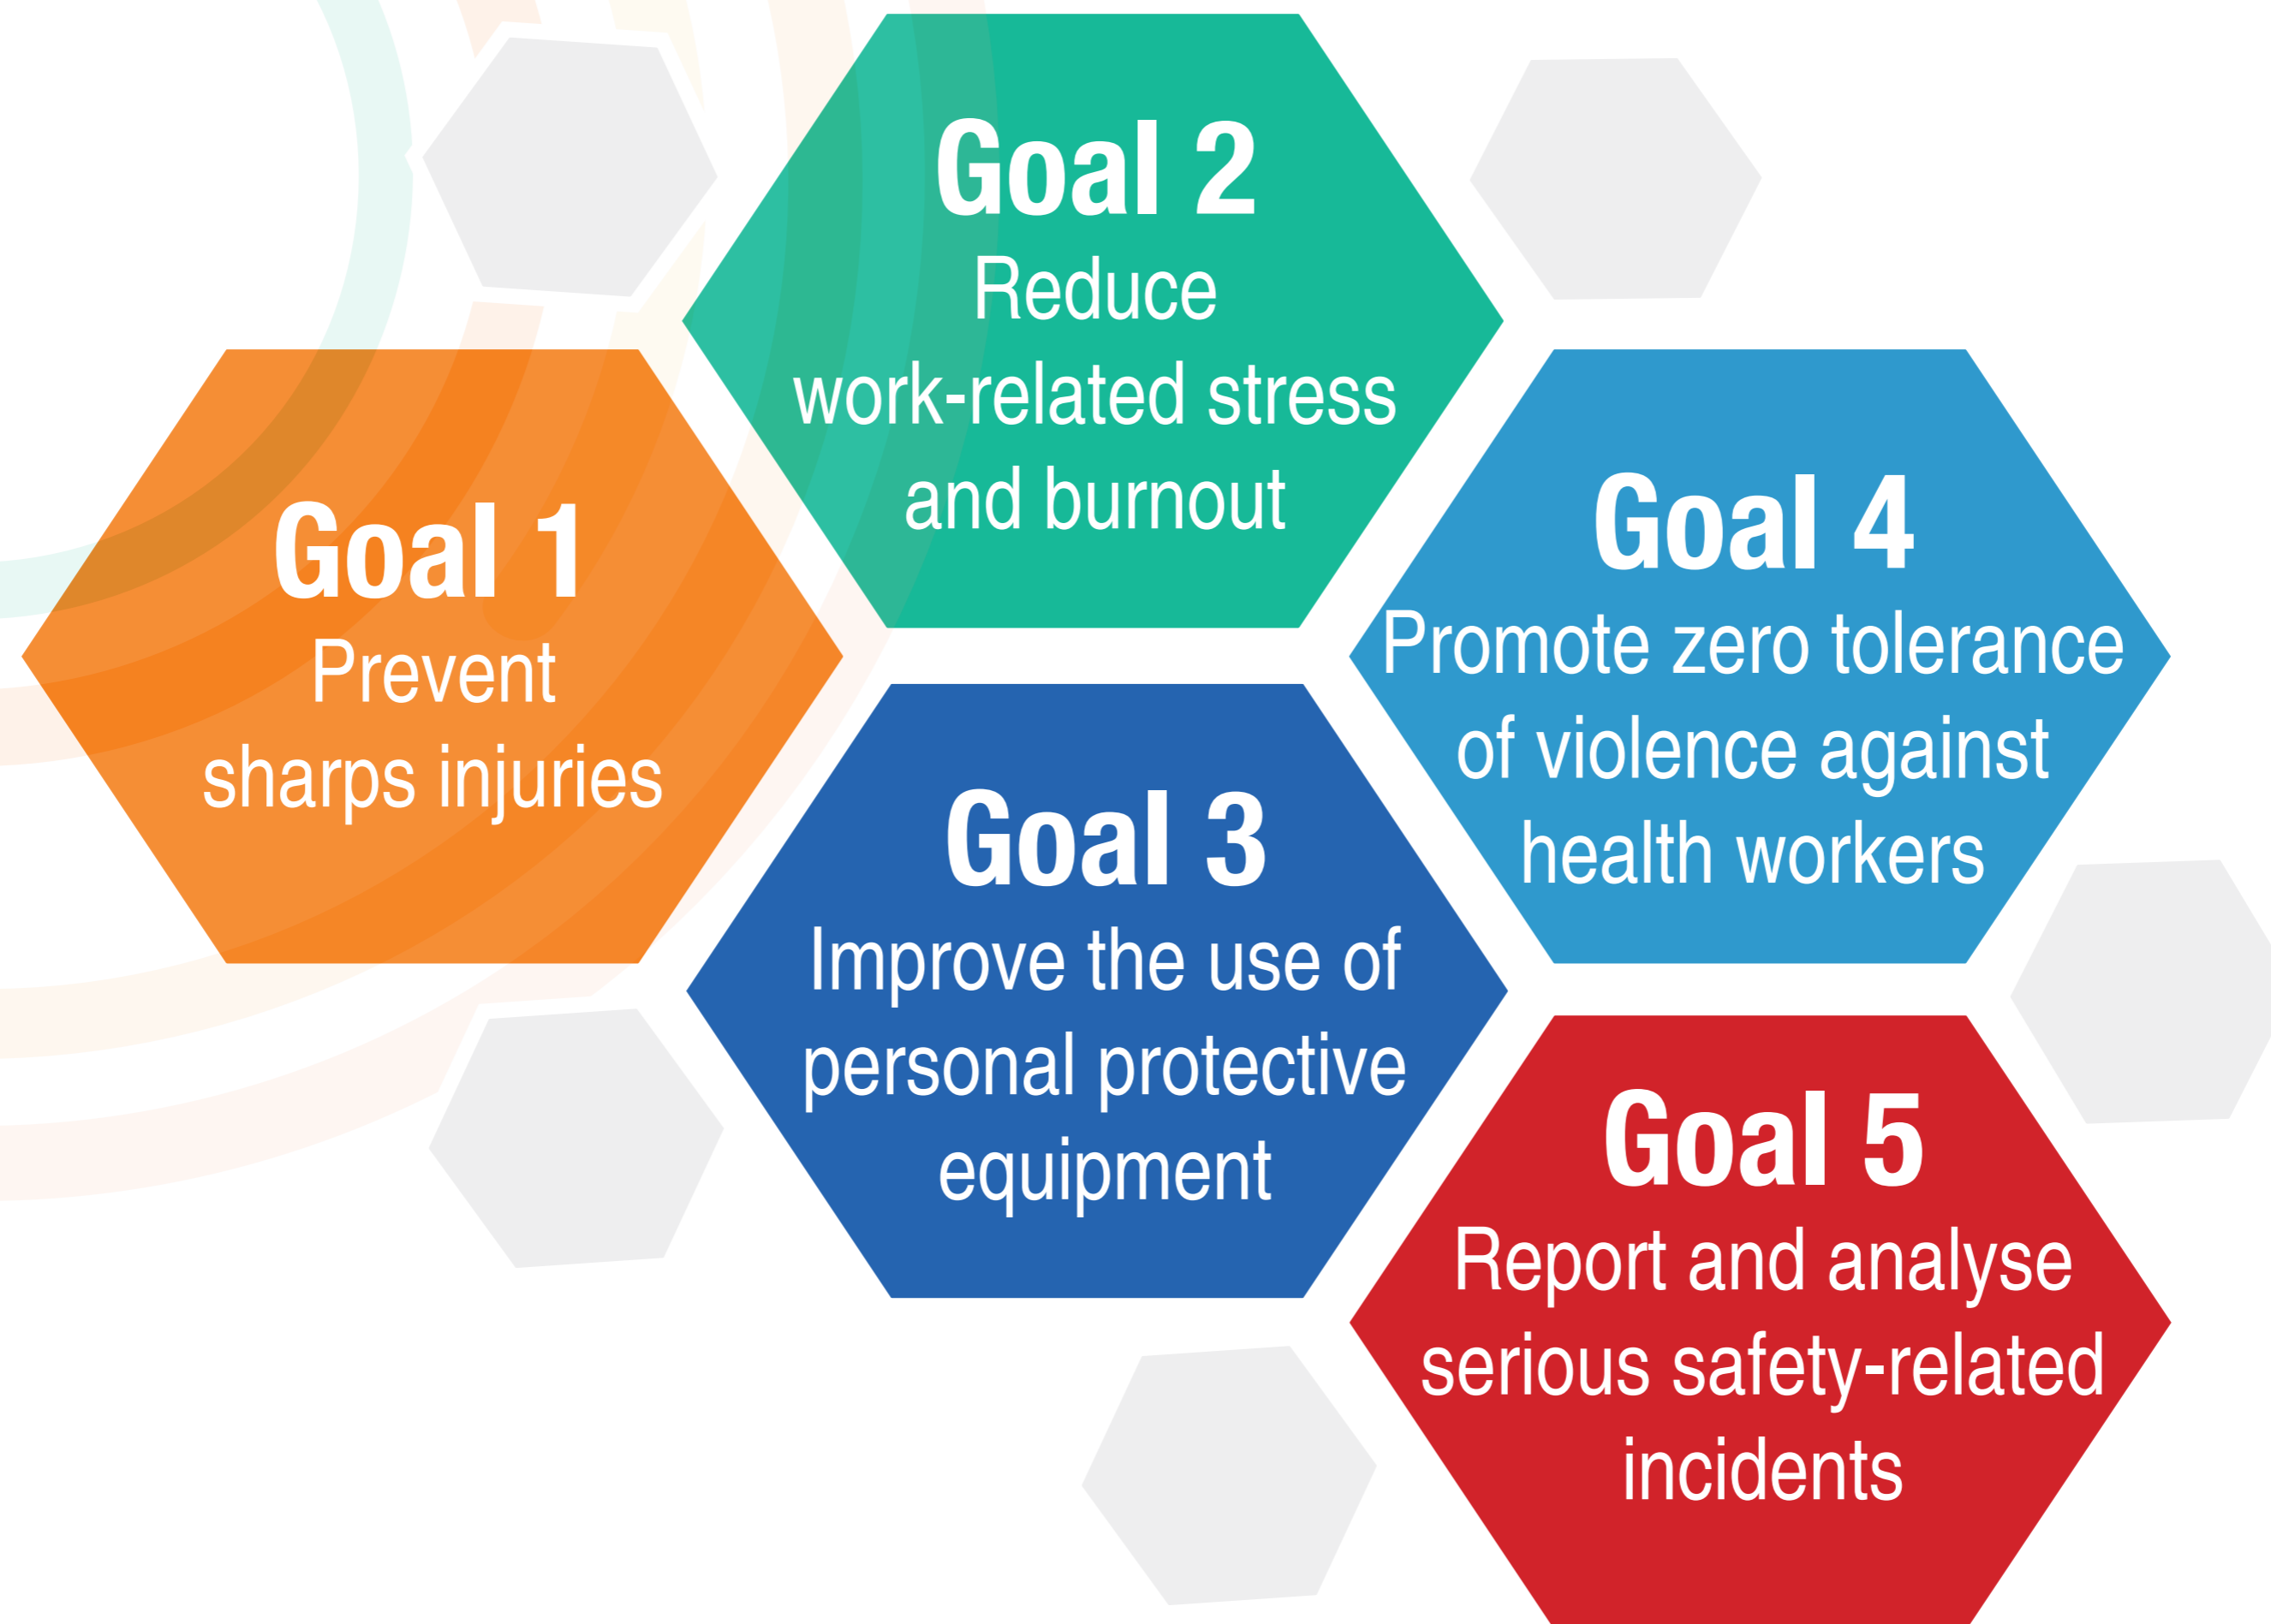 Goal 1
Prevent
sharps injuries
Goal 2
Reduce
work-related stress
and burnout
Goal 3
Improve the use of
personal protective
equipment
Goal 4
Promote zero tolerance
of violence against
health workers
Goal 5
Report and analyse
serious safety-related
incidents